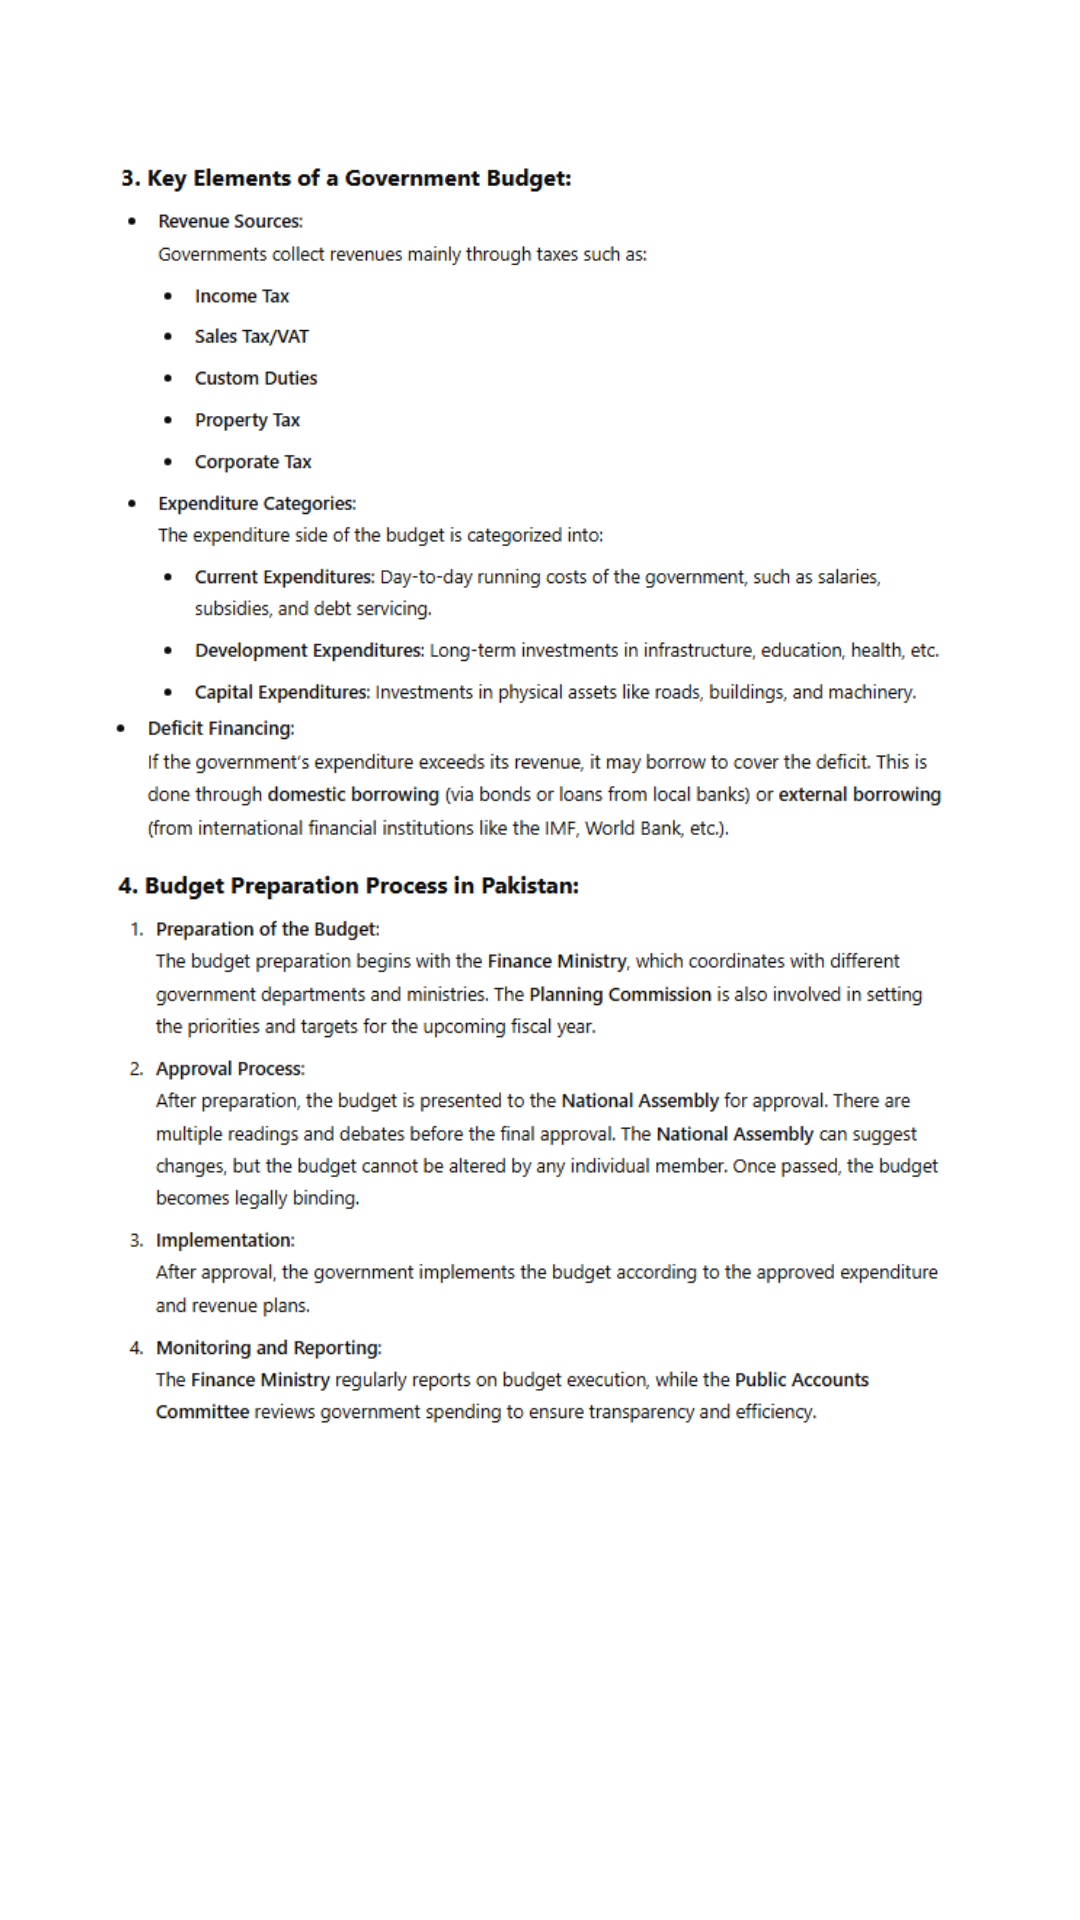 3. Key Elements of a Government Budget:
• Revenue Sources:
Governments collect revenues mainly through taxes such as:
• Income Tax
• Sales Tax/VAT
• Custom Duties
• Property Tax
• Corporate Tax
• Expenditure Categories:
The expenditure side of the budget is categorized into:
• Current Expenditures: Day-to-day running costs of the government, such as salaries,
subsidies, and debt servicing.
• Development Expenditures: Long-term investments in infrastructure, education, health, etc.
• Capital Expenditures: Investments in physical assets like roads, buildings, and machinery.
• Deficit Financing:
If the government's expenditure exceeds its revenue, it may borrow to cover the deficit. This is
done through domestic borrowing (via bonds or loans from local banks) or external borrowing
(from international financial institutions like the IMF, World Bank, etc.).
4. Budget Preparation Process in Pakistan:
1. Preparation of the Budget:
The budget preparation begins with the Finance Ministry, which coordinates with different
government departments and ministries. The Planning Commission is also involved in setting
the priorities and targets for the upcoming fiscal year.
2. Approval Process:
After preparation, the budget is presented to the National Assembly for approval. There are
multiple readings and debates before the final approval. The National Assembly can suggest
changes, but the budget cannot be altered by any individual member. Once passed, the budget
becomes legally binding.
3. Implementation:
After approval, the government implements the budget according to the approved expenditure
and revenue plans.
4. Monitoring and Reporting:
The Finance Ministry regularly reports on budget execution, while the Public Accounts
Committee reviews government spending to ensure transparency and efficiency.